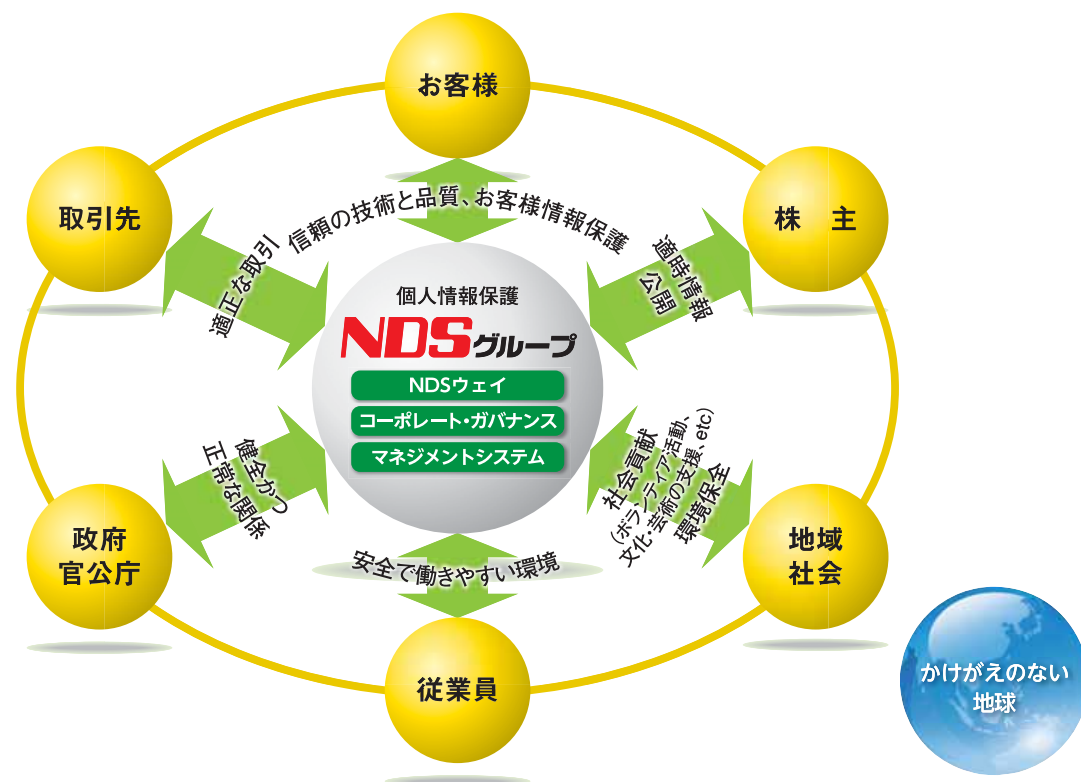 お客様
取引先
株 主
信頼の技術と品質、お客様情報保護
適正な取引
適時情報
公開
個人情報保護
NDSグループ
NDSウェイ
コーポレート・ガバナンス
マネジメントシステム
健全かつ
正常な関係
社会貢献
(ボランティア活動、
文化・芸術の支援、etc)
環境保全
政府
官公庁
地域
社会
安全で働きやすい環境
従業員
かけがえのない
地球